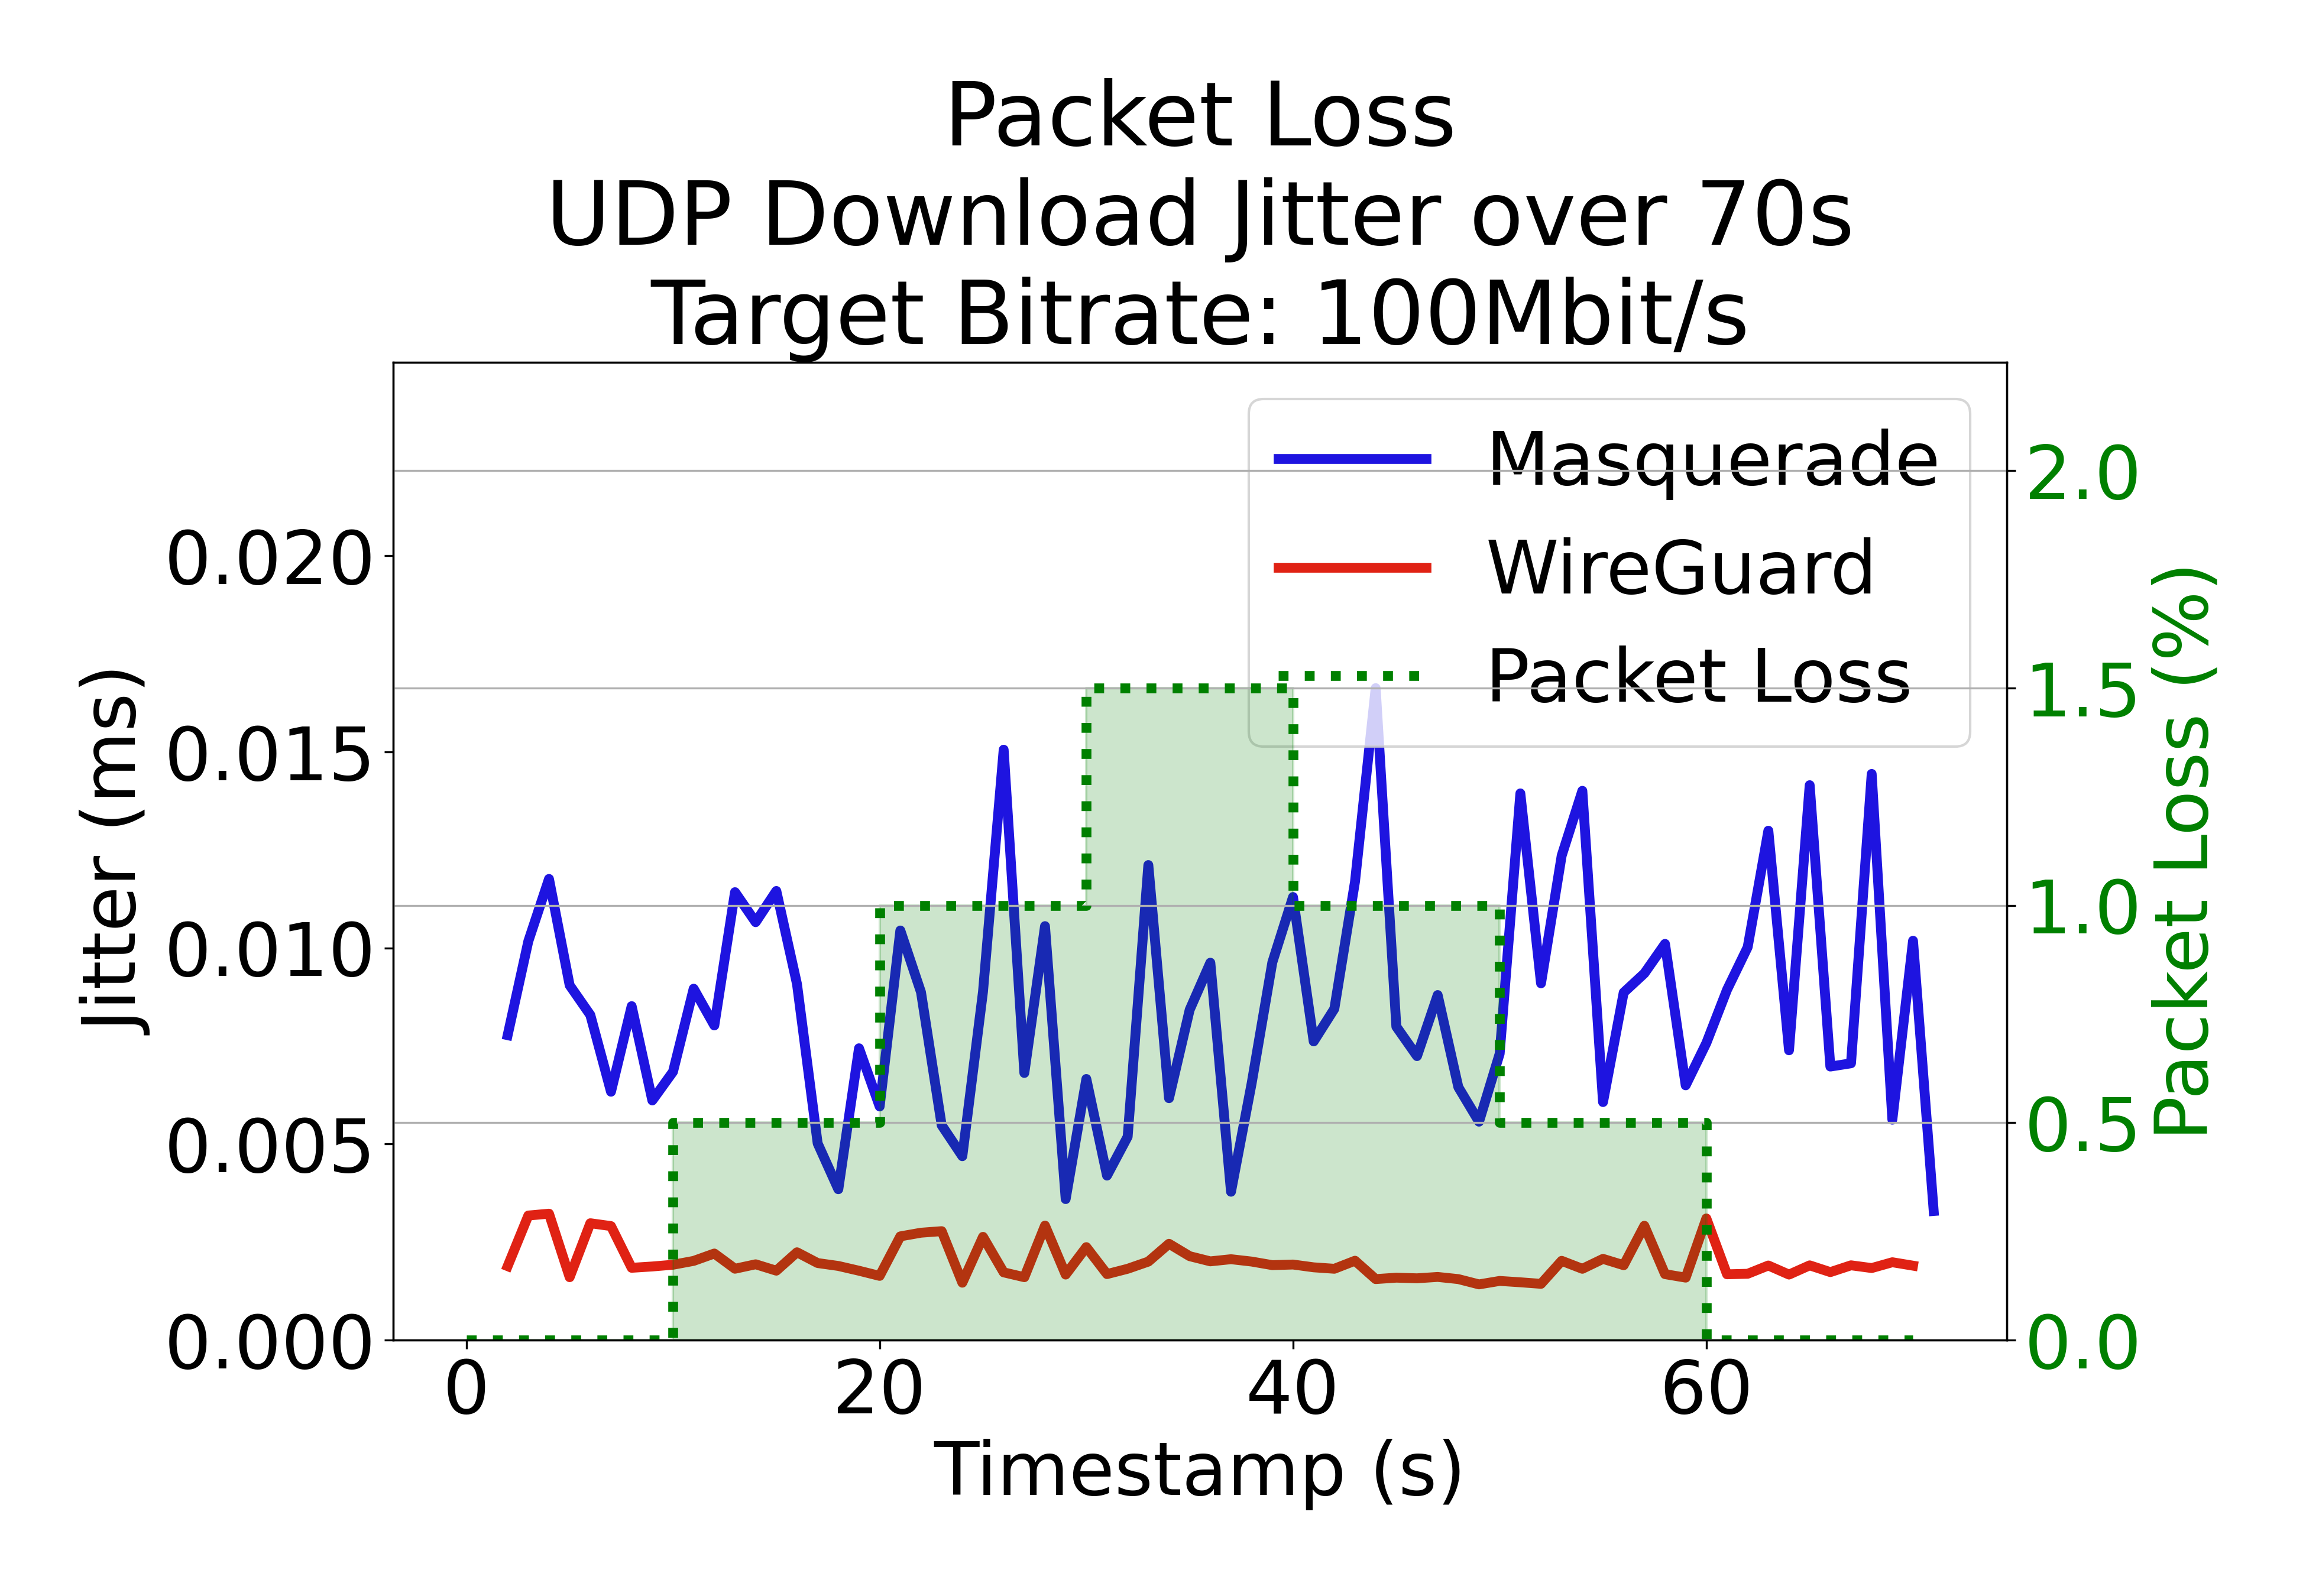 Packet Loss
UDP Download Jitter over 70s
Target Bitrate: 100Mbit/s
Masquerade
WireGuard
Packet Loss
Jitter (ms)
0.020
0.015
0.010
0.005
0.000
2.0
1.5
1.0
0.5
0.0
Packet Loss (%)
0 20 40 60
Timestamp (s)